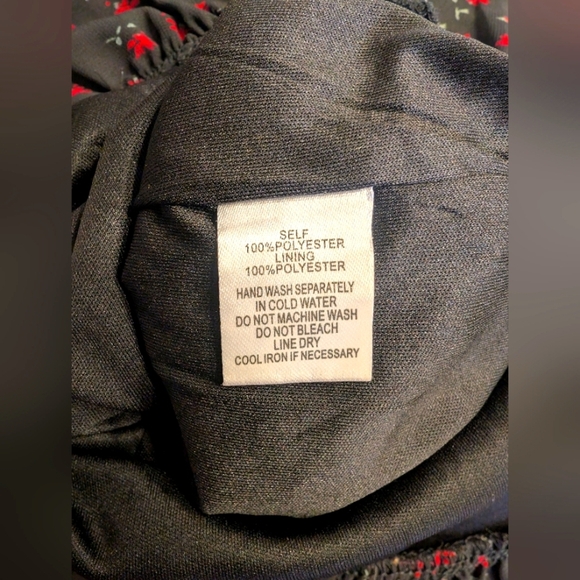 SELF
100%POLYESTER
LINING
100%POLYESTER
HAND WASH SEPARATELY
IN COLD WATER
DO NOT MACHINE WASH
DO NOT BLEACH
LINE DRY
COOL IRON IF NECESSARY